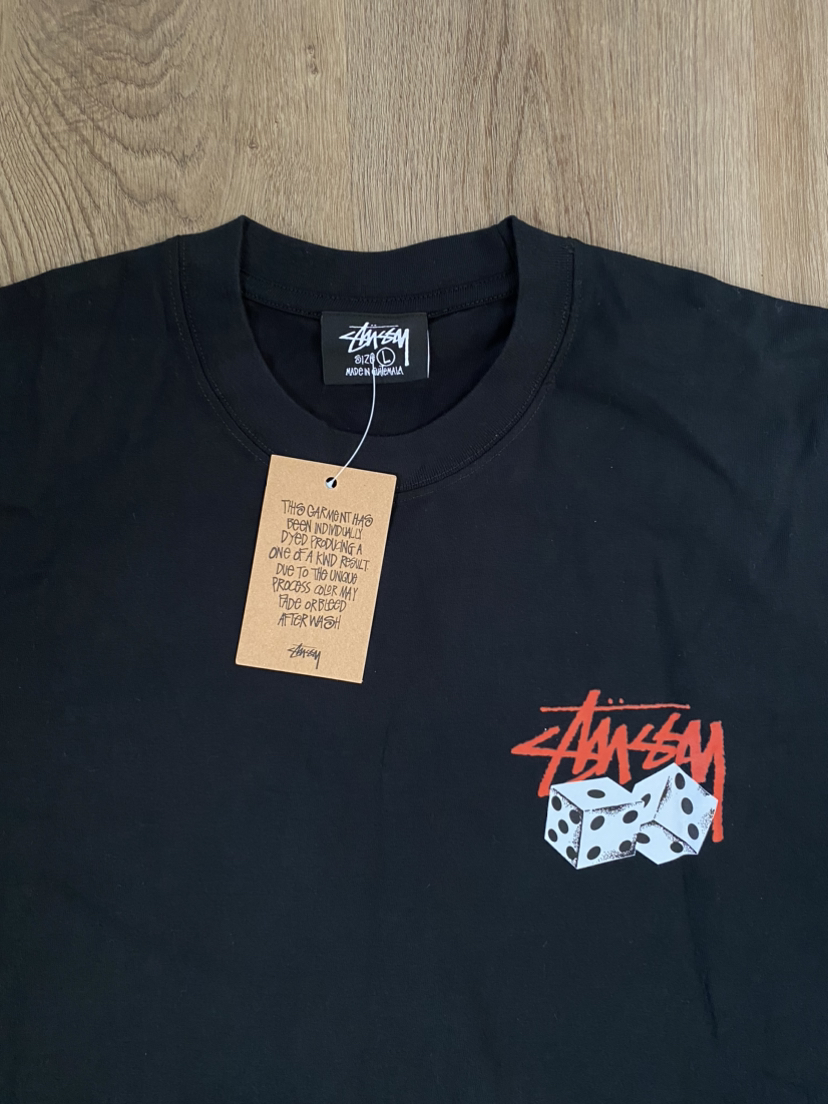 STÜSSY
SIZE L
MADE IN GUATEMALA
THIS GARMENT HAS
BEEN INDIVIDUALLY
DYED PRODUCING A
ONE OF A KIND RESULT.
DUE TO THE UNIQUE
PROCESS COLOR MAY
FADE OR BLEED
AFTER WASH
STÜSSY
STÜSSY